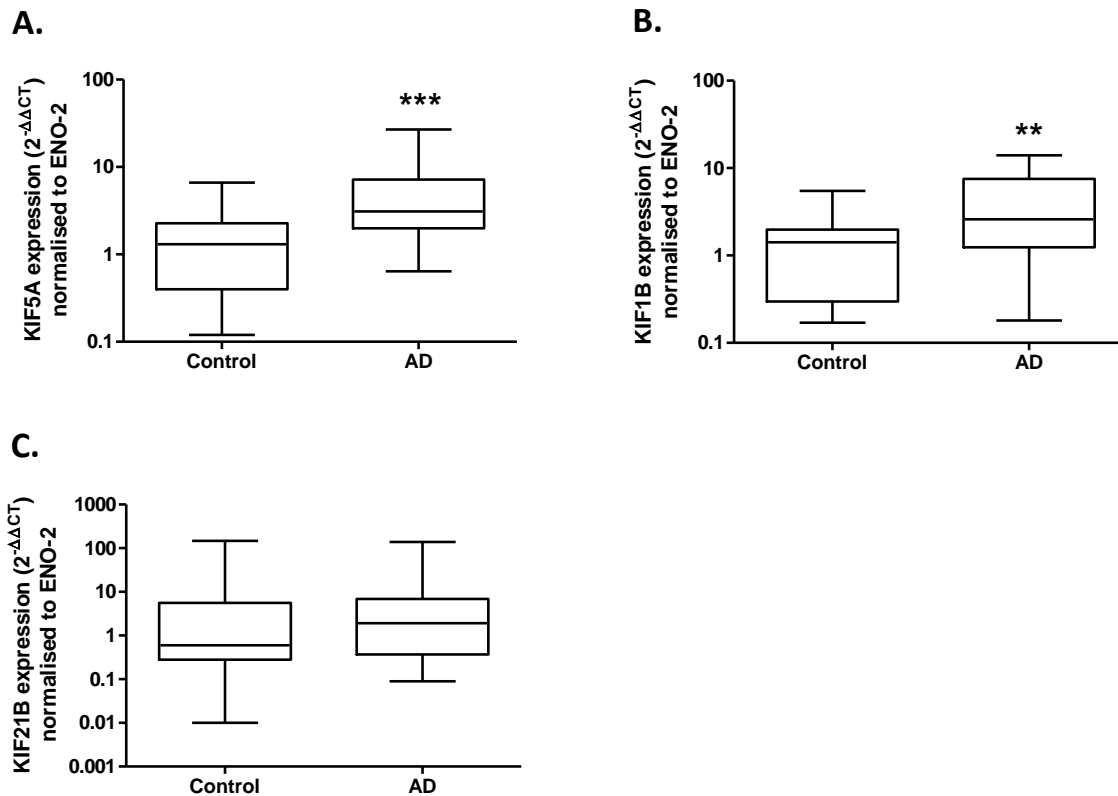 A.
KIF5A expression (2-ΔΔCT)
normalised to ENO-2
100
10
1
0.1
***
Control
AD
B.
KIF1B expression (2-ΔΔCT)
normalised to ENO-2
100
10
1
0.1
**
Control
AD
C.
KIF21B expression (2-ΔΔCT)
normalised to ENO-2
1000
100
10
1
0.1
0.01
0.001
Control
AD